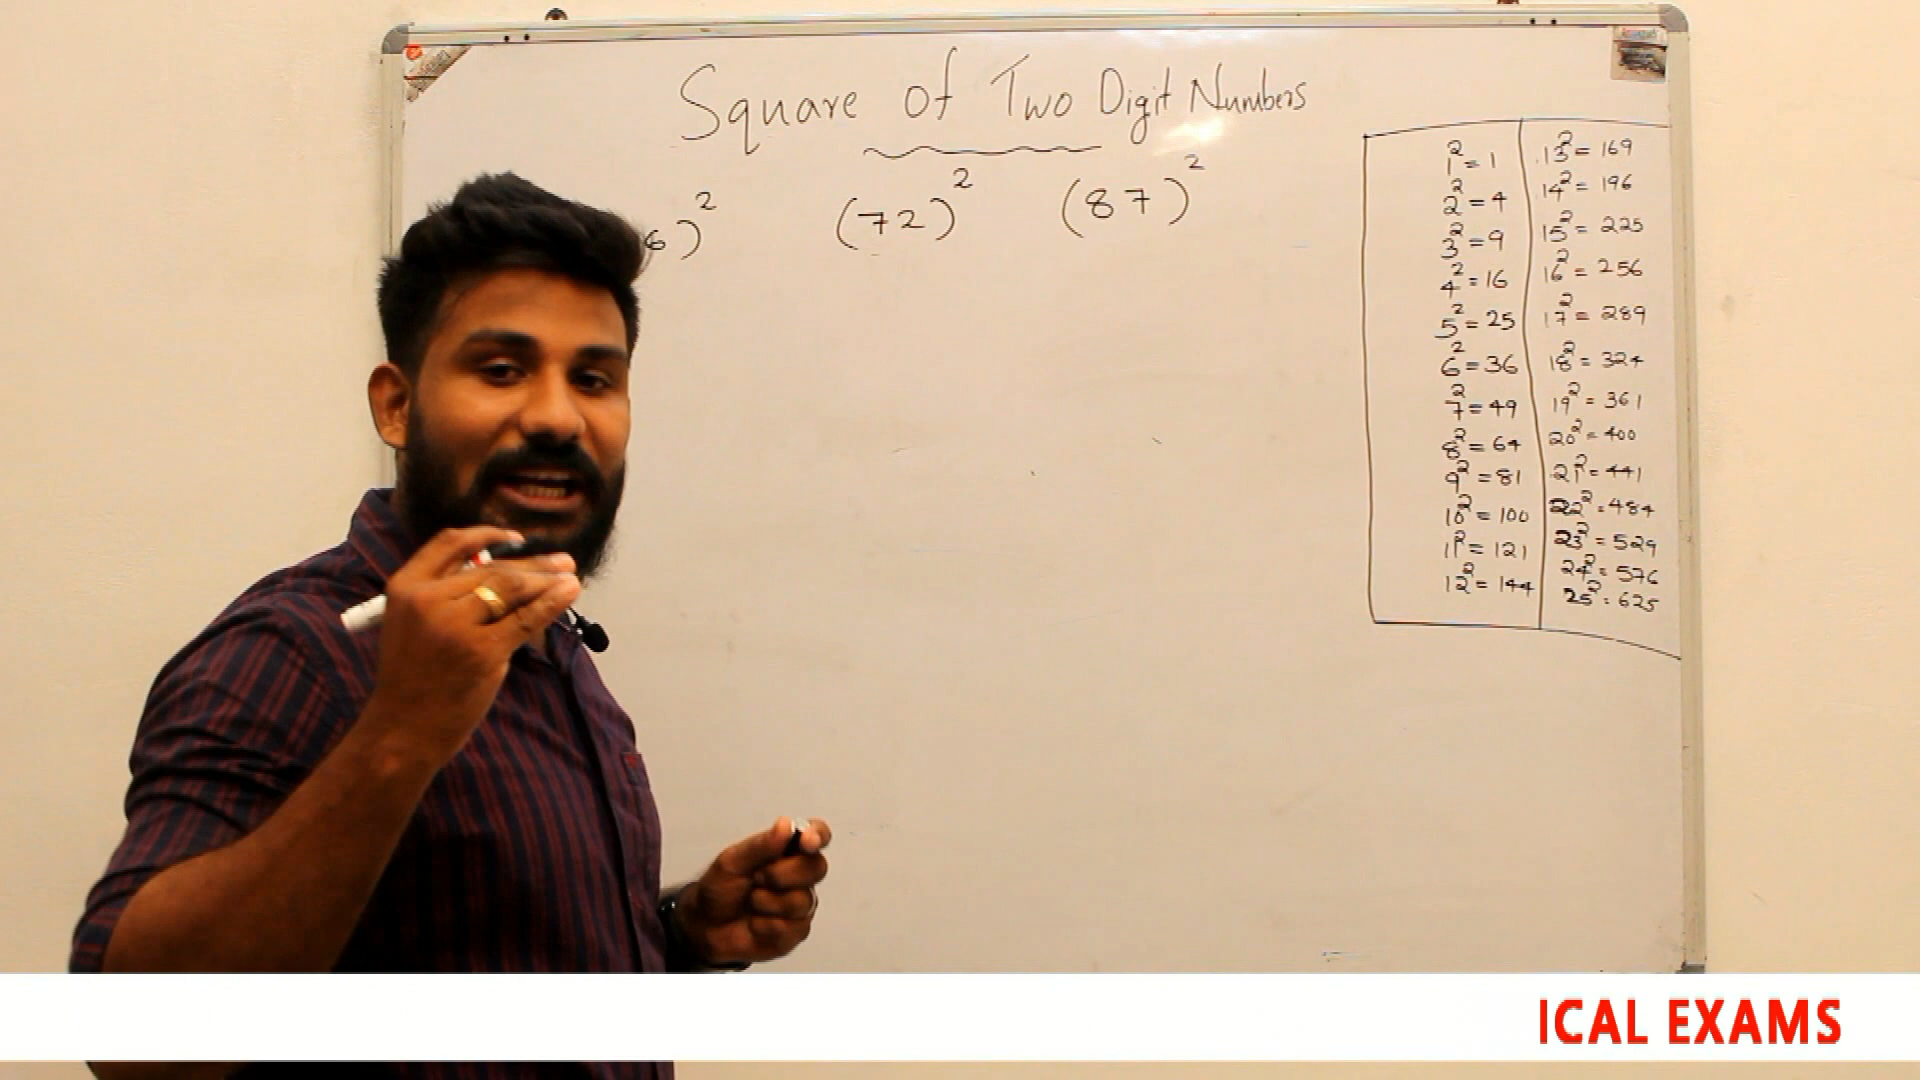 Square of Two Digit Numbers
6)²
(72)²
(87)²
1² = 1
2² = 4
3² = 9
4² = 16
5² = 25
6² = 36
7² = 49
8² = 64
9² = 81
10² = 100
11² = 121
12² = 144
13² = 169
14² = 196
15² = 225
16² = 256
17² = 289
18² = 324
19² = 361
20² = 400
21² = 441
22² = 484
23² = 529
24² = 576
25² = 625
ICAL EXAMS